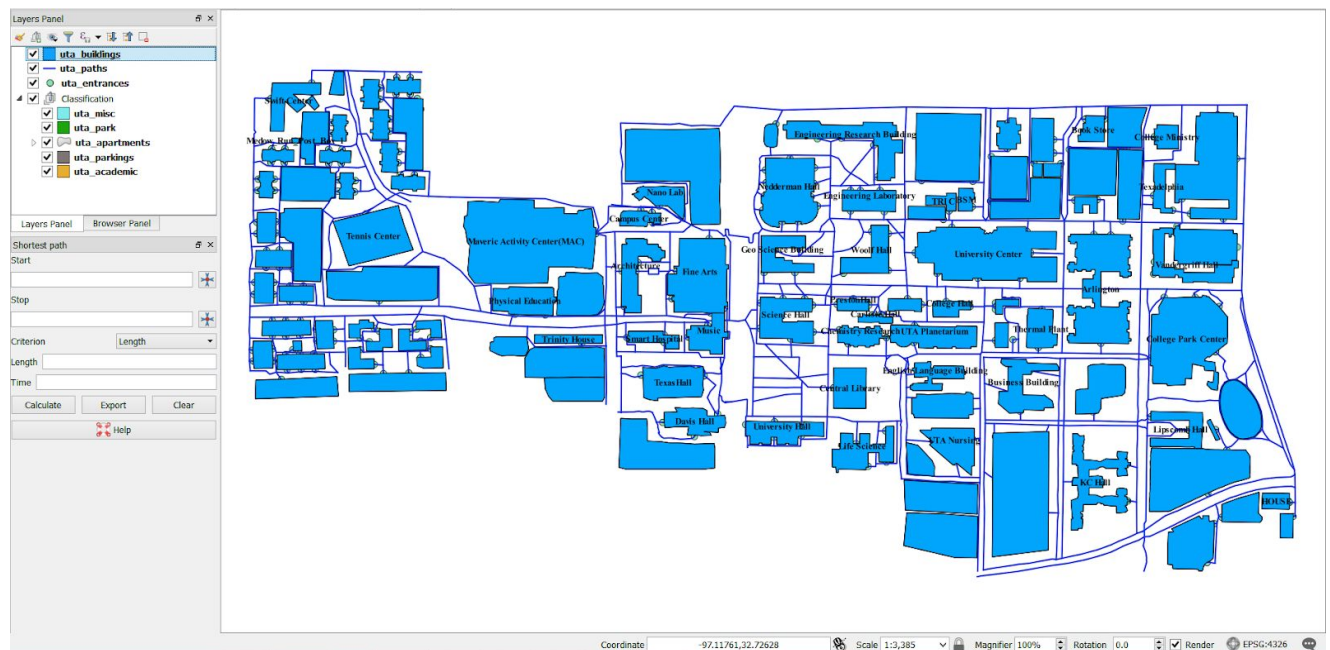 Layers Panel
uta_buildings
uta_paths
uta_entrances
Classification
uta_misc
uta_park
uta_apartments
uta_parkings
uta_academic
Layers Panel Browser Panel
Shortest path
Start
Stop
Criterion Length
Length
Time
Calculate Export Clear
Help
Swift Center
Medow_Run_Post_Bay_1
Tennis Center
Maveric Activity Center(MAC)
Physical Education
Trinity House
Nano Lab
Campus Center
Architecture
Fine Arts
Music
Smart Hospital
Texas Hall
Davis Hall
University Hall
Engineering Research Building
Nedderman Hall
Engineering Laboratory
TRLC
BSM
Geo Science Building
Woolf Hall
University Center
Science Hall
Preston Hall
Carlisle Hall
College Hall
Chemistry Research
UTA Planetarium
Thermal Plant
English Language Building
Central Library
Business Building
Life Science
UTA Nursing
KC Hall
Book Store
College Ministry
Texadelphia
Vandergriff Hall
Arlington
College Park Center
Lipscomb Hall
HOUSE
Coordinate -97.11761,32.72628 Scale 1:3,385 Magnifier 100% Rotation 0.0 Render EPSG:4326